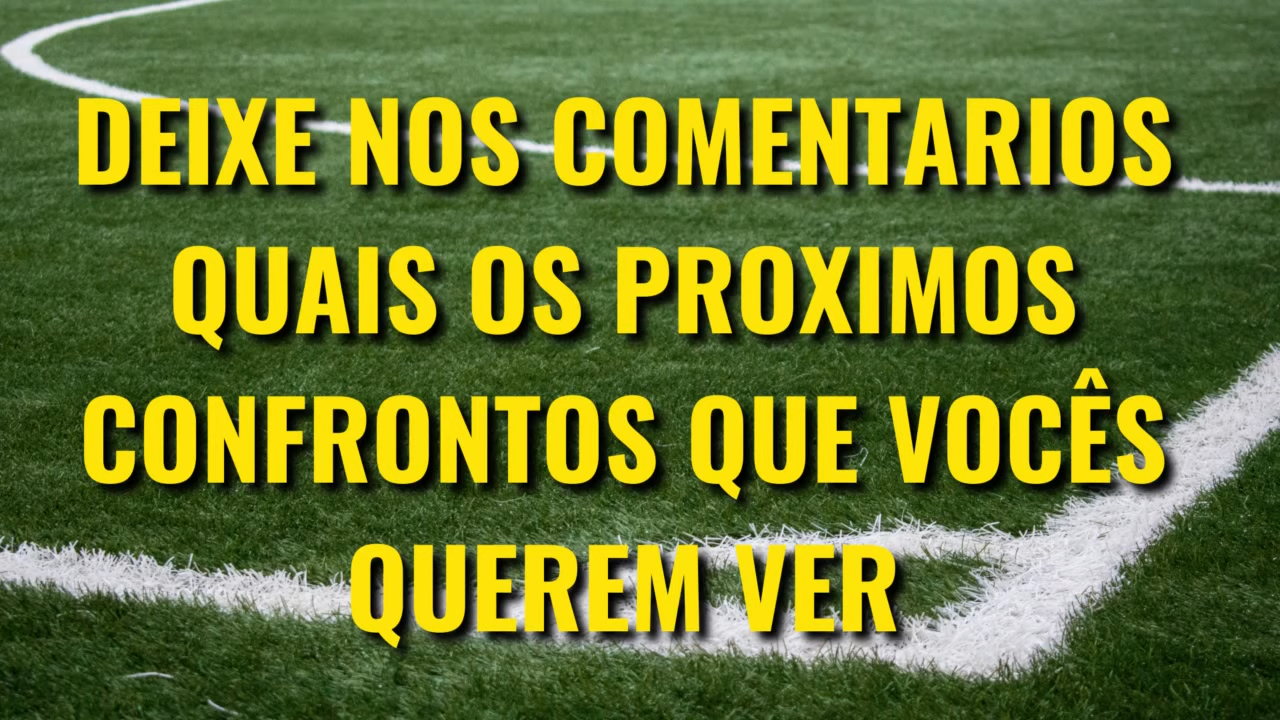 DEIXE NOS COMENTARIOS
QUAIS OS PROXIMOS
CONFRONTOS QUE VOCÊS
QUEREM VER